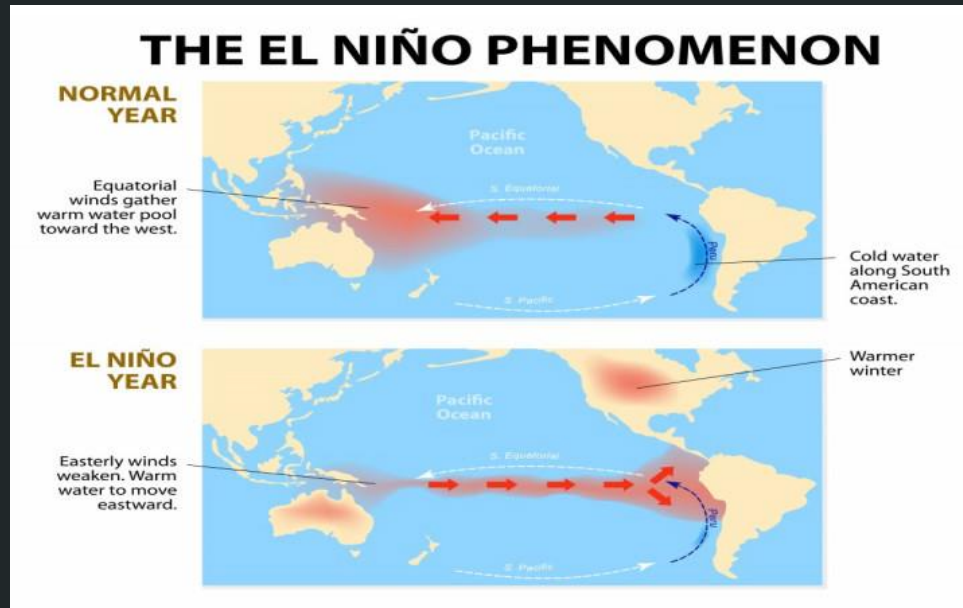 THE EL NIÑO PHENOMENON
NORMAL
YEAR
Pacific
Ocean
Equatorial
winds gather
warm water pool
toward the west.
S. Equatorial
Peru
Cold water
along South
American
coast.
S. Pacific
EL NIÑO
YEAR
Warmer
winter
Pacific
Ocean
Easterly winds
weaken. Warm
water to move
eastward.
S. Equatorial
Peru
S. Pacific